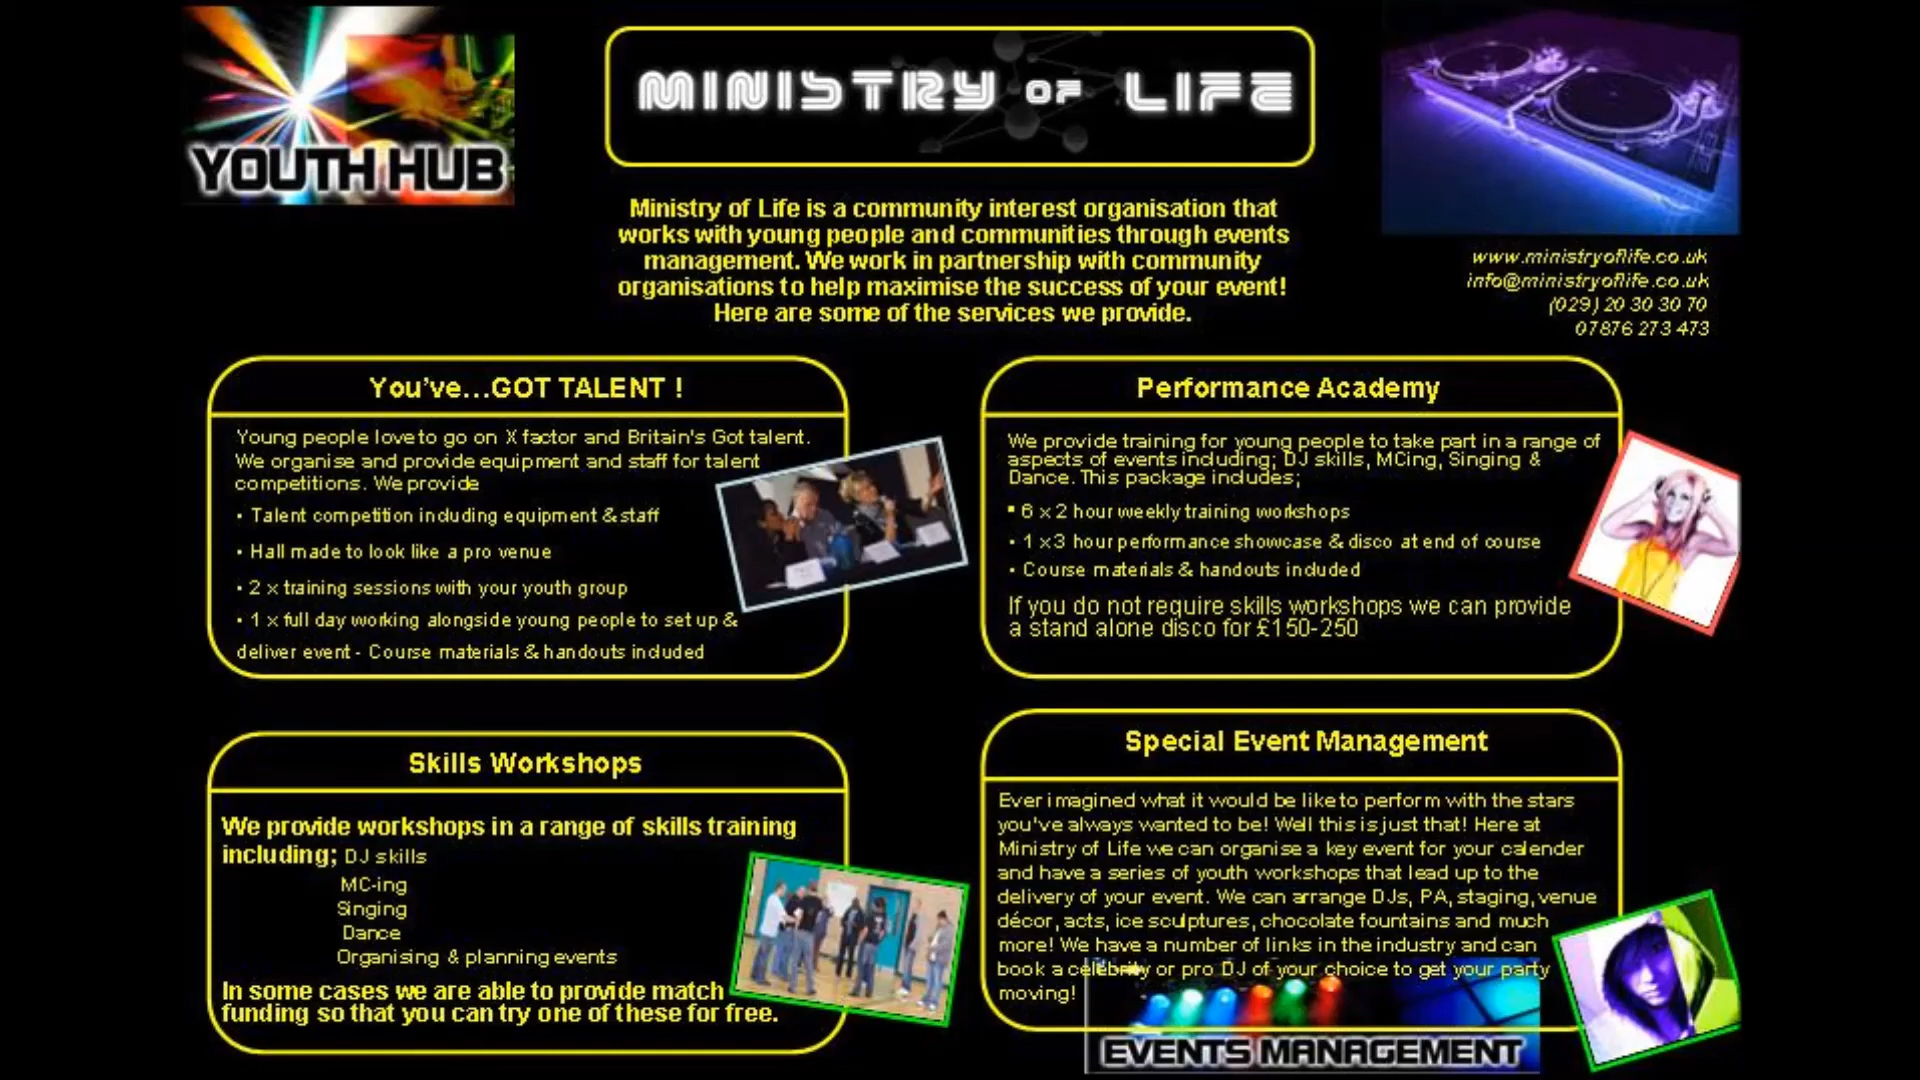 YOUTH HUB
MINISTRY OF LIFE
Ministry of Life is a community interest organisation that
works with young people and communities through events
management. We work in partnership with community
organisations to help maximise the success of your event!
Here are some of the services we provide.
www.ministryoflife.co.uk
info@ministryoflife.co.uk
(029) 20 30 30 70
07876 273 473
You've...GOT TALENT !
Young people love to go on X factor and Britain's Got talent.
We organise and provide equipment and staff for talent
competitions. We provide
• Talent competition including equipment & staff
• Hall made to look like a pro venue
• 2 x training sessions with your youth group
• 1 x full day working alongside young people to set up &
deliver event - Course materials & handouts included
Performance Academy
We provide training for young people to take part in a range of
aspects of events including; DJ skills, MCing, Singing &
Dance. This package includes;
▪ 6 x 2 hour weekly training workshops
• 1 x3 hour performance showcase & disco at end of course
• Course materials & handouts included
If you do not require skills workshops we can provide
a stand alone disco for £150-250
Skills Workshops
We provide workshops in a range of skills training
including; DJ skills
MC-ing
Singing
Dance
Organising & planning events
In some cases we are able to provide match
funding so that you can try one of these for free.
Special Event Management
Ever imagined what it would be like to perform with the stars
you've always wanted to be! Well this is just that! Here at
Ministry of Life we can organise a key event for your calender
and have a series of youth workshops that lead up to the
delivery of your event. We can arrange DJs, PA, staging, venue
décor, acts, ice sculptures, chocolate fountains and much
more! We have a number of links in the industry and can
book a celebrity or pro DJ of your choice to get your party
moving!
EVENTS MANAGEMENT